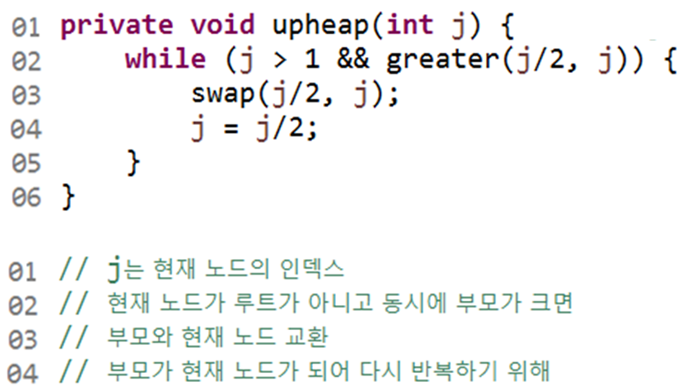 01 private void upheap(int j) {
02     while (j > 1 && greater(j/2, j)) {
03         swap(j/2, j);
04         j = j/2;
05     }
06 }
01 // j는 현재 노드의 인덱스
02 // 현재 노드가 루트가 아니고 동시에 부모가 크면
03 // 부모와 현재 노드 교환
04 // 부모가 현재 노드가 되어 다시 반복하기 위해